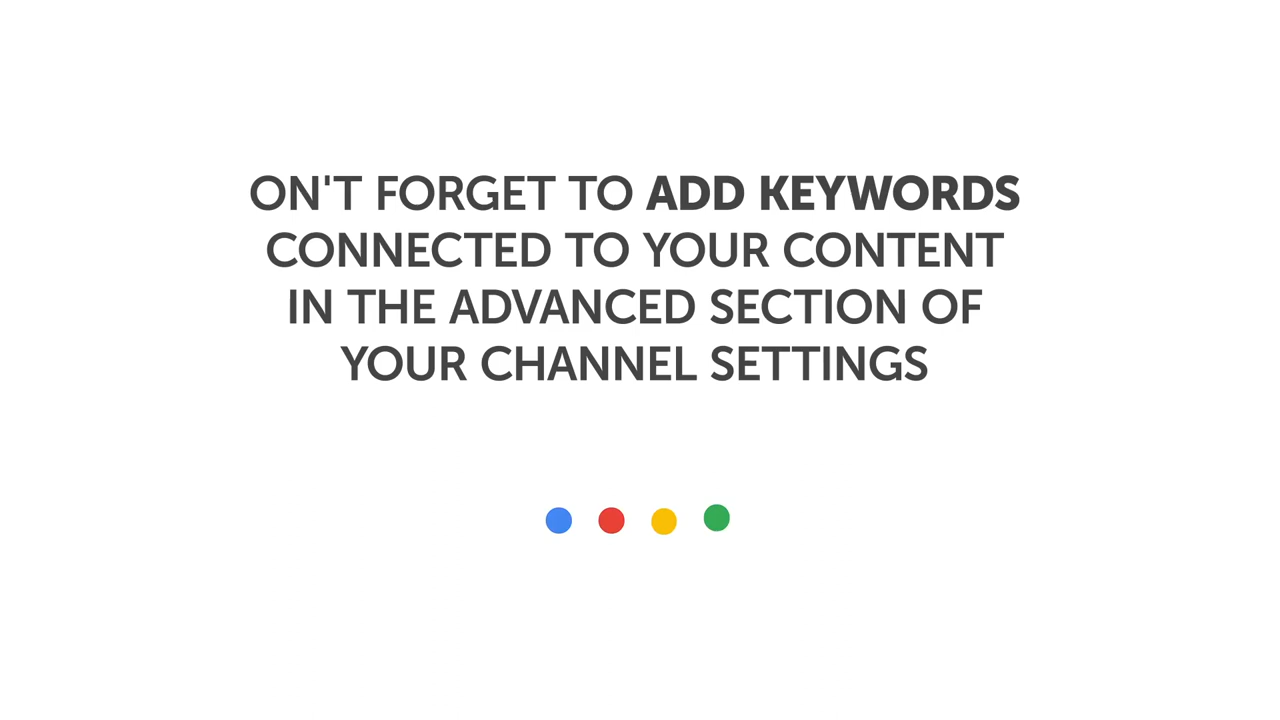 ON'T FORGET TO ADD KEYWORDS
CONNECTED TO YOUR CONTENT
IN THE ADVANCED SECTION OF
YOUR CHANNEL SETTINGS